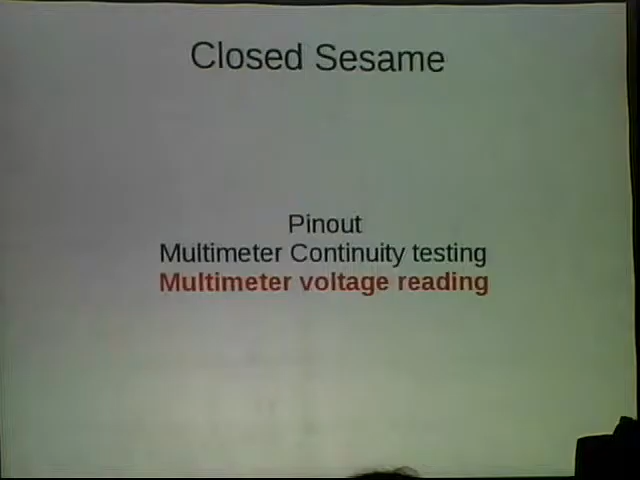 Closed Sesame
Pinout
Multimeter Continuity testing
Multimeter voltage reading